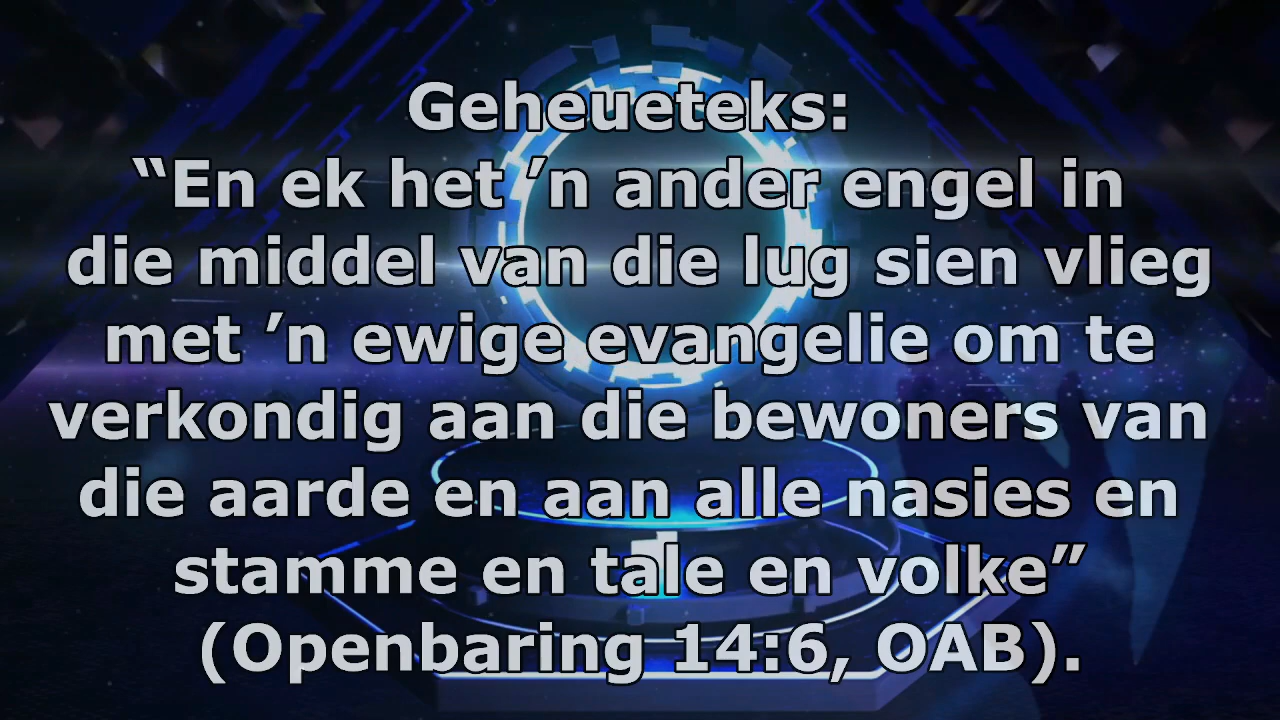 Geheueteks:
“En ek het ’n ander engel in
die middel van die lug sien vlieg
met ’n ewige evangelie om te
verkondig aan die bewoners van
die aarde en aan alle nasies en
stamme en tale en volke”
(Openbaring 14:6, OAB).